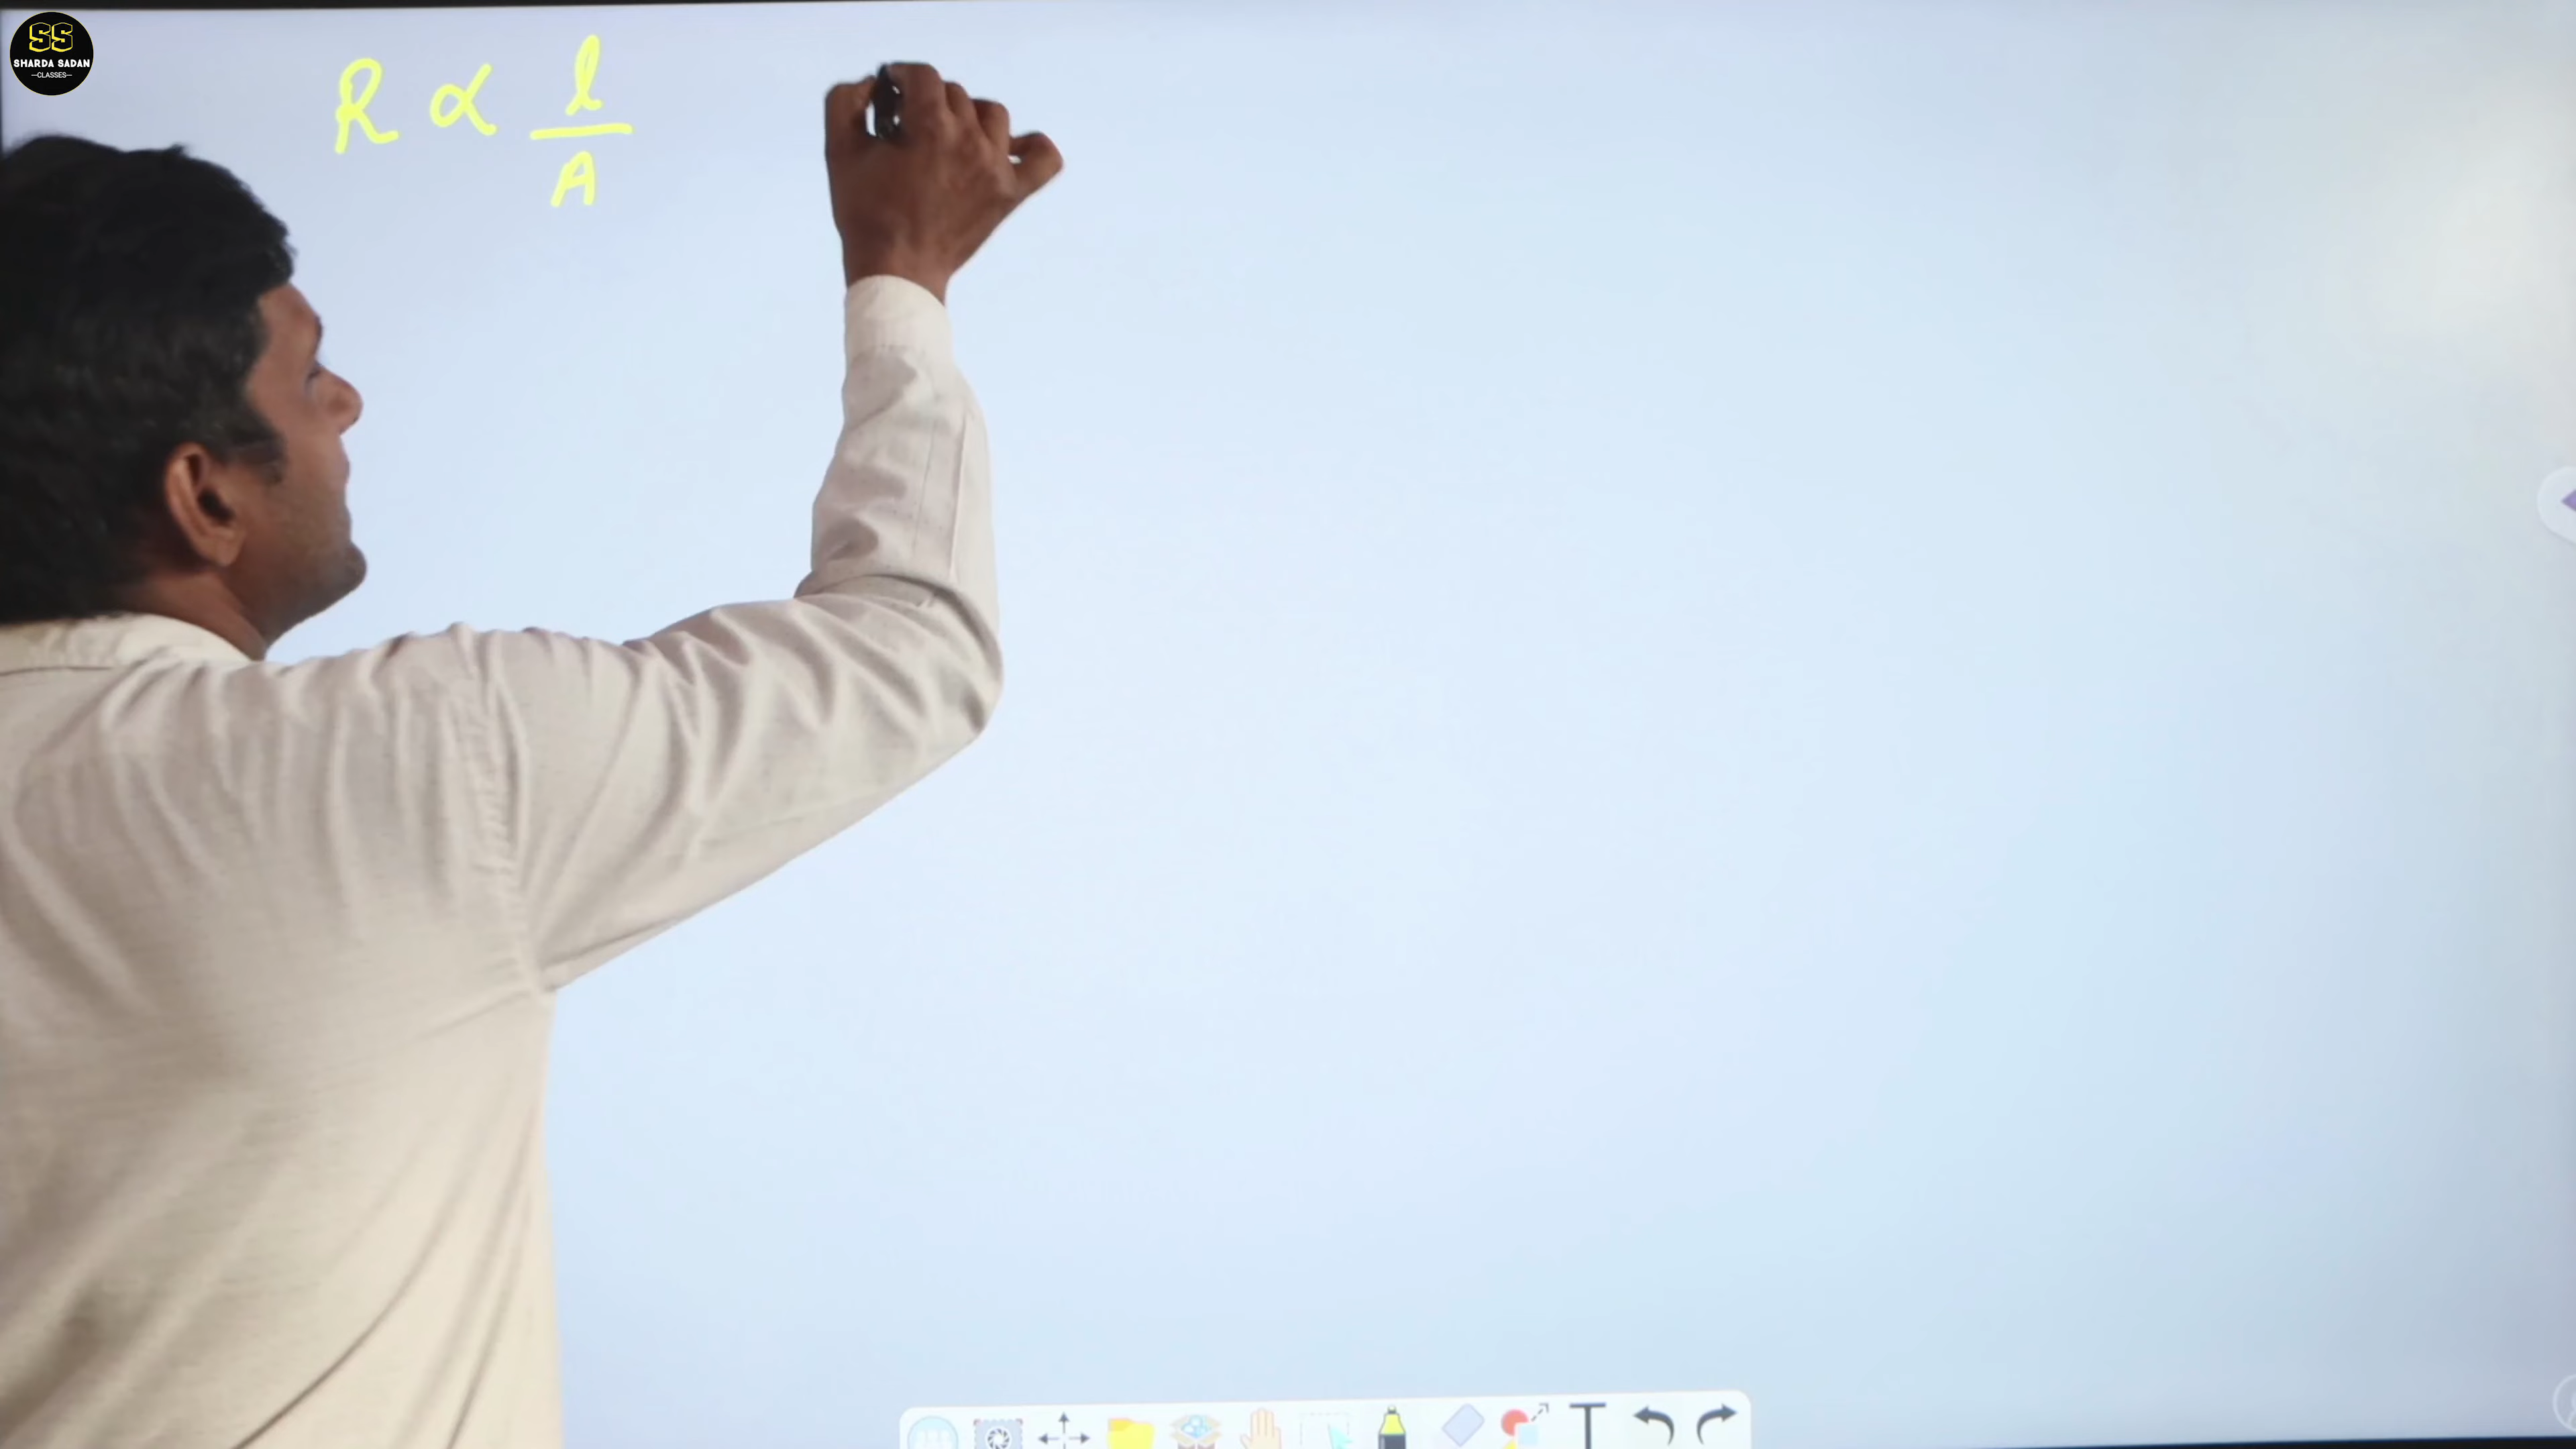 SS
SHARDA SADAN
—CLASSES—
R ∝ l/A
T